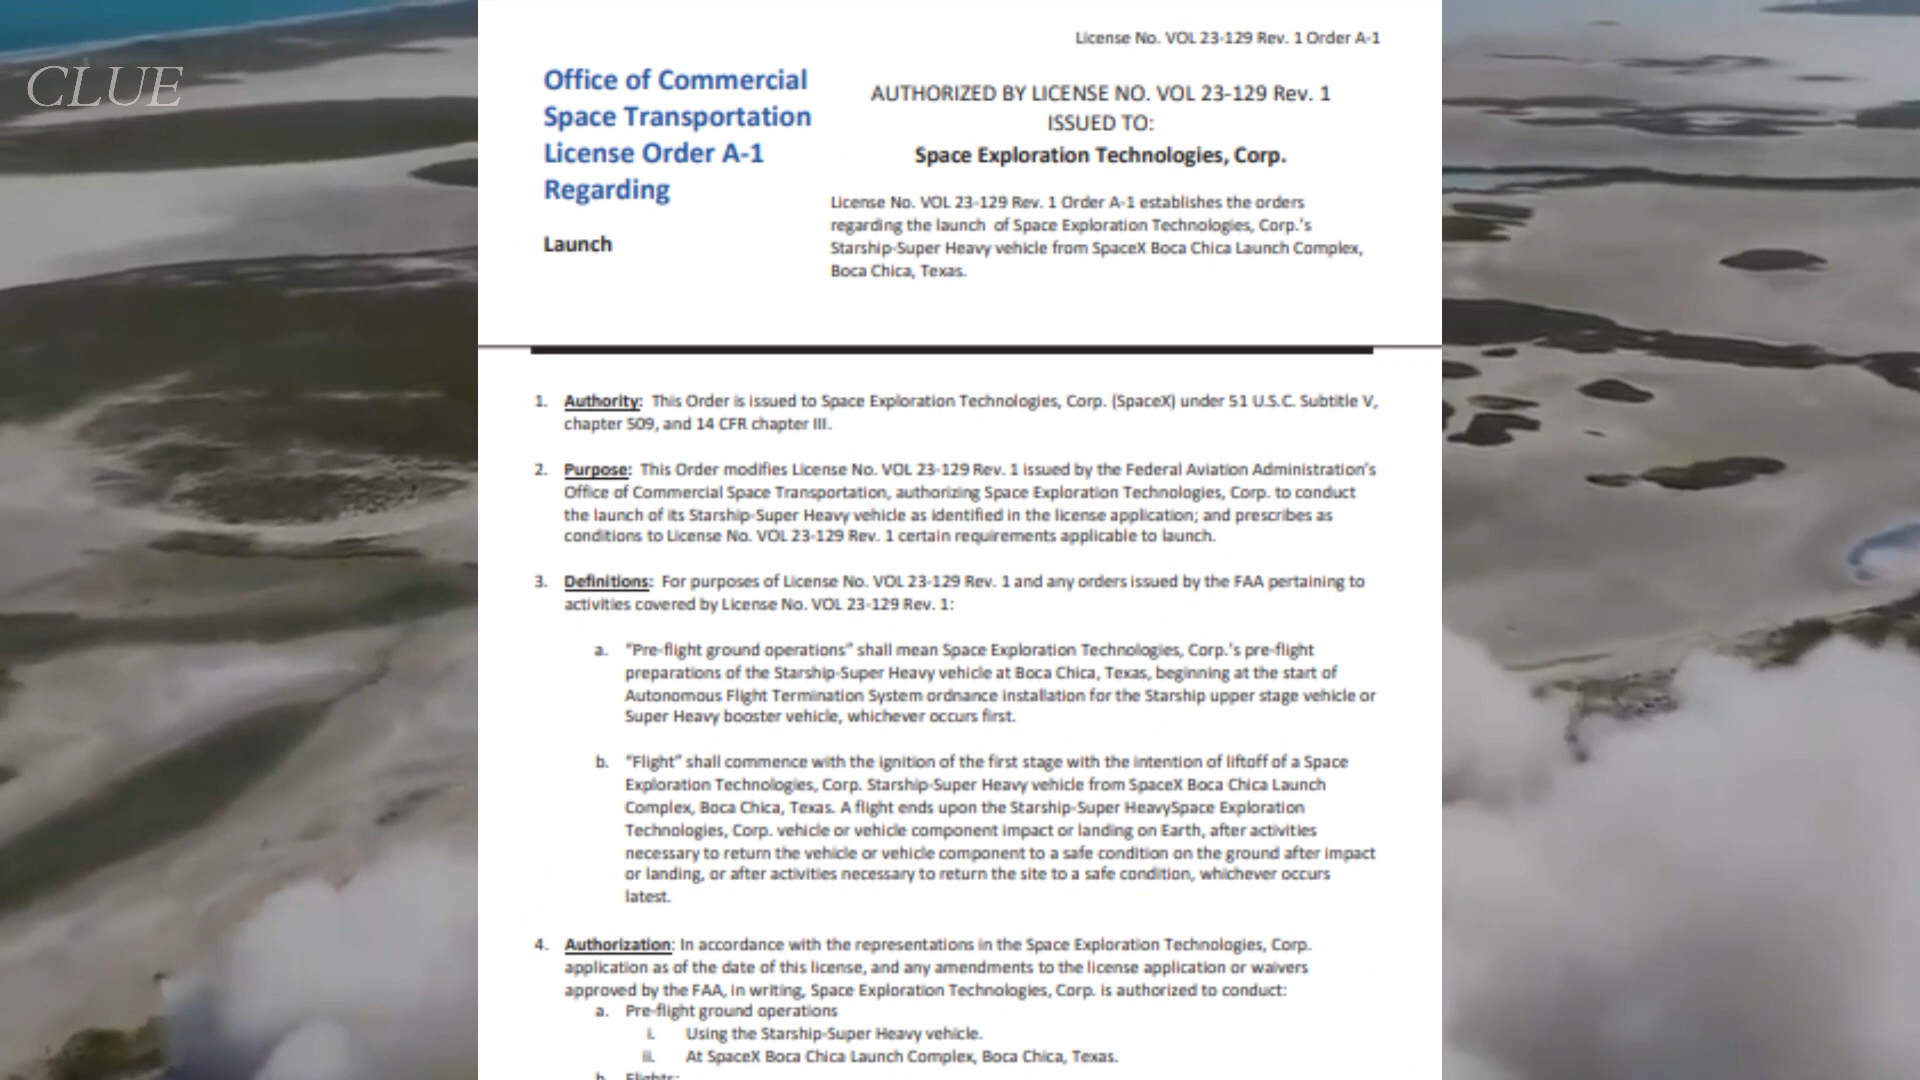 CLUE
License No. VOL 23-129 Rev. 1 Order A-1
Office of Commercial
Space Transportation
License Order A-1
Regarding
Launch
AUTHORIZED BY LICENSE NO. VOL 23-129 Rev. 1
ISSUED TO:
Space Exploration Technologies, Corp.
License No. VOL 23-129 Rev. 1 Order A-1 establishes the orders
regarding the launch of Space Exploration Technologies, Corp.'s
Starship-Super Heavy vehicle from SpaceX Boca Chica Launch Complex,
Boca Chica, Texas.
1. Authority: This Order is issued to Space Exploration Technologies, Corp. (SpaceX) under 51 U.S.C. Subtitle V,
chapter 509, and 14 CFR chapter III.
2. Purpose: This Order modifies License No. VOL 23-129 Rev. 1 issued by the Federal Aviation Administration's
Office of Commercial Space Transportation, authorizing Space Exploration Technologies, Corp. to conduct
the launch of its Starship-Super Heavy vehicle as identified in the license application; and prescribes as
conditions to License No. VOL 23-129 Rev. 1 certain requirements applicable to launch.
3. Definitions: For purposes of License No. VOL 23-129 Rev. 1 and any orders issued by the FAA pertaining to
activities covered by License No. VOL 23-129 Rev. 1:
a. "Pre-flight ground operations" shall mean Space Exploration Technologies, Corp.'s pre-flight
preparations of the Starship-Super Heavy vehicle at Boca Chica, Texas, beginning at the start of
Autonomous Flight Termination System ordnance installation for the Starship upper stage vehicle or
Super Heavy booster vehicle, whichever occurs first.
b. "Flight" shall commence with the ignition of the first stage with the intention of liftoff of a Space
Exploration Technologies, Corp. Starship-Super Heavy vehicle from SpaceX Boca Chica Launch
Complex, Boca Chica, Texas. A flight ends upon the Starship-Super HeavySpace Exploration
Technologies, Corp. vehicle or vehicle component impact or landing on Earth, after activities
necessary to return the vehicle or vehicle component to a safe condition on the ground after impact
or landing, or after activities necessary to return the site to a safe condition, whichever occurs
latest.
4. Authorization: In accordance with the representations in the Space Exploration Technologies, Corp.
application as of the date of this license, and any amendments to the license application or waivers
approved by the FAA, in writing, Space Exploration Technologies, Corp. is authorized to conduct:
a. Pre-flight ground operations
i. Using the Starship-Super Heavy vehicle.
ii. At SpaceX Boca Chica Launch Complex, Boca Chica, Texas.
b. Flights: